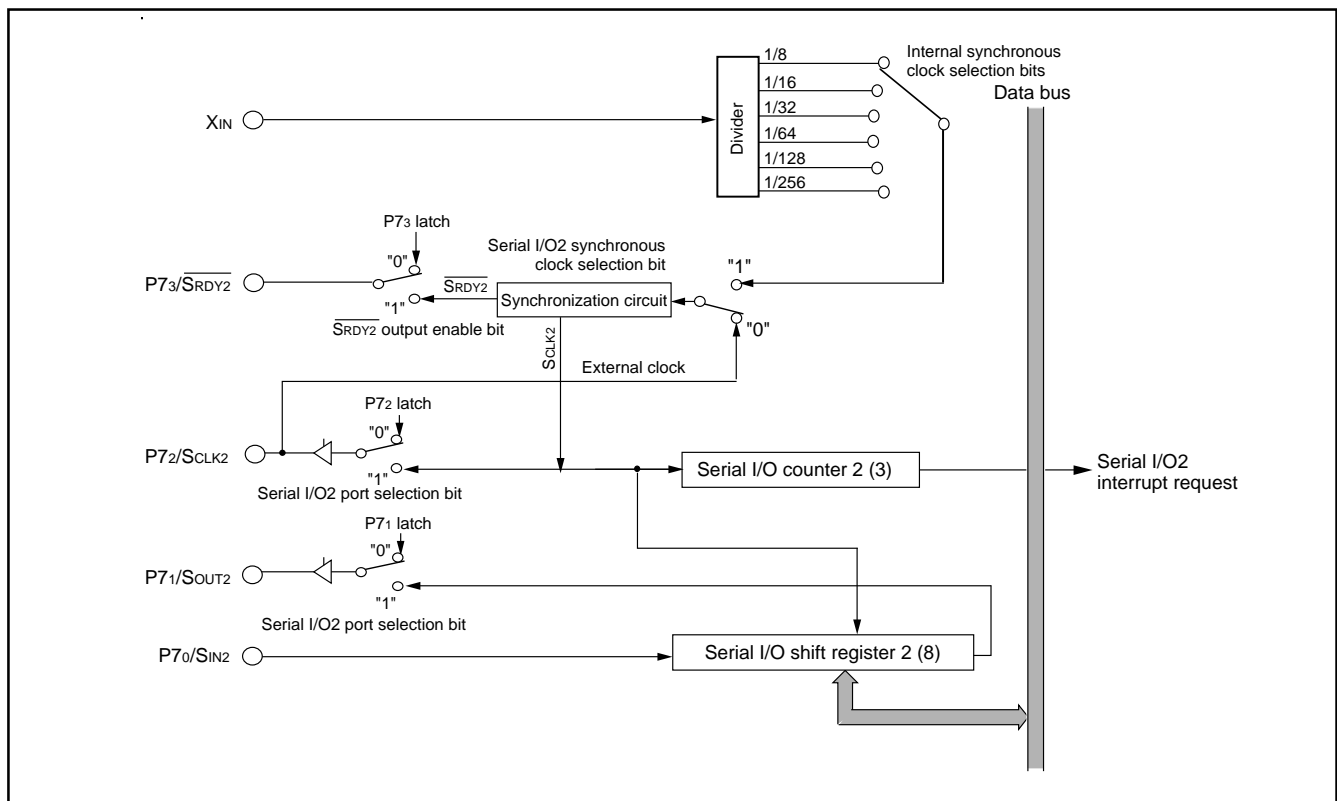 1/8
1/16
1/32
1/64
1/128
1/256
Divider
Internal synchronous
clock selection bits
Data bus
XIN
P73 latch
"0"
"1"
P73/SRDY2
SRDY2
SRDY2 output enable bit
Serial I/O2 synchronous
clock selection bit
Synchronization circuit
"1"
"0"
SCLK2
External clock
P72 latch
"0"
"1"
P72/SCLK2
Serial I/O2 port selection bit
Serial I/O counter 2 (3)
Serial I/O2
interrupt request
P71 latch
"0"
"1"
P71/SOUT2
Serial I/O2 port selection bit
P70/SIN2
Serial I/O shift register 2 (8)